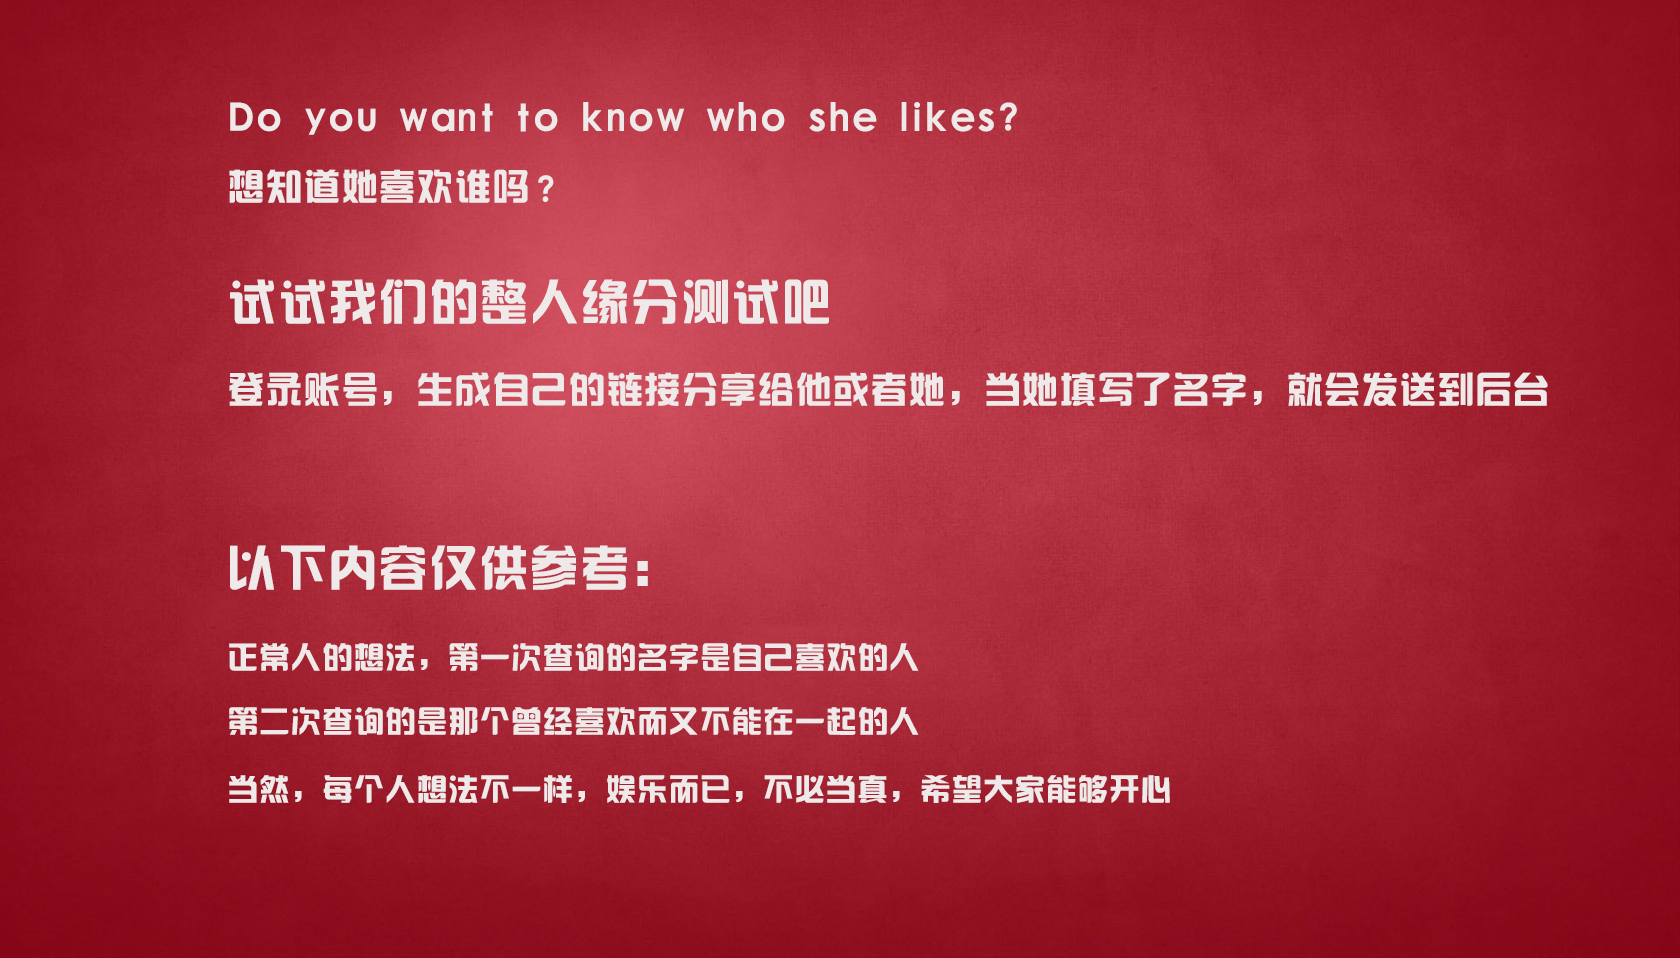 Do you want to know who she likes?
想知道她喜欢谁吗?
试试我们的整人缘分测试吧
登录账号，生成自己的链接分享给他或者她，当她填写了名字，就会发送到后台
以下内容仅供参考:
正常人的想法，第一次查询的名字是自己喜欢的人
第二次查询的是那个曾经喜欢而又不能在一起的人
当然，每个人想法不一样，娱乐而已，不必当真，希望大家能够开心